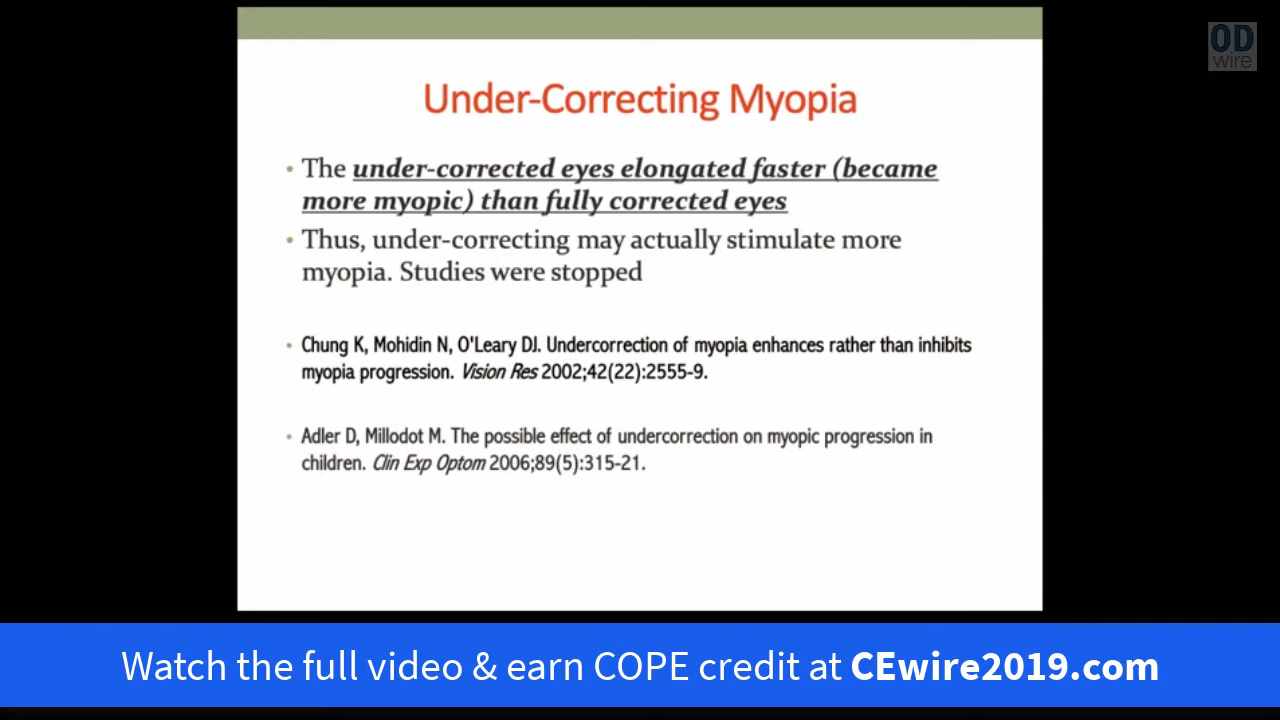 OD
wire
Under-Correcting Myopia
• The under-corrected eyes elongated faster (became
more myopic) than fully corrected eyes
• Thus, under-correcting may actually stimulate more
myopia. Studies were stopped
• Chung K, Mohidin N, O'Leary DJ. Undercorrection of myopia enhances rather than inhibits
myopia progression. Vision Res 2002;42(22):2555-9.
• Adler D, Millodot M. The possible effect of undercorrection on myopic progression in
children. Clin Exp Optom 2006;89(5):315-21.
Watch the full video & earn COPE credit at CEwire2019.com